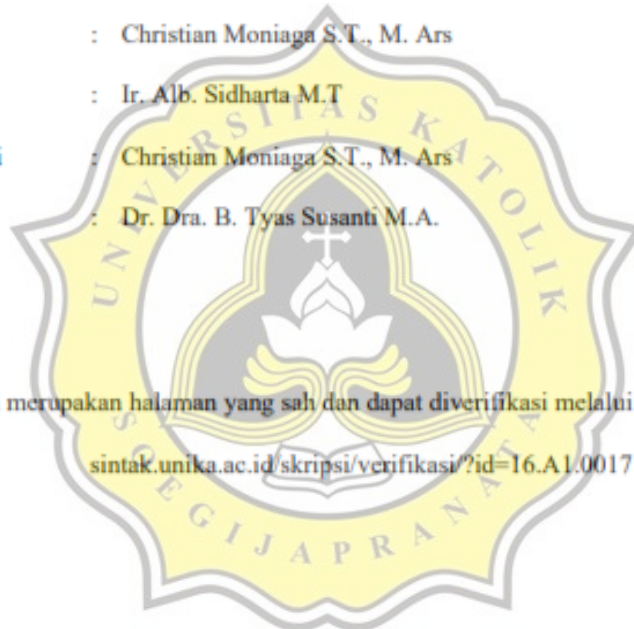 : Christian Moniaga S.T., M. Ars
: Ir. Alb. Sidharta M.T
i : Christian Moniaga S.T., M. Ars
: Dr. Dra. B. Tyas Susanti M.A.
merupakan halaman yang sah dan dapat diverifikasi melalui
sintak.unika.ac.id/skripsi/verifikasi/?id=16.A1.0017
UNIVERSITAS KATOLIK
SOEGIJAPRANATA